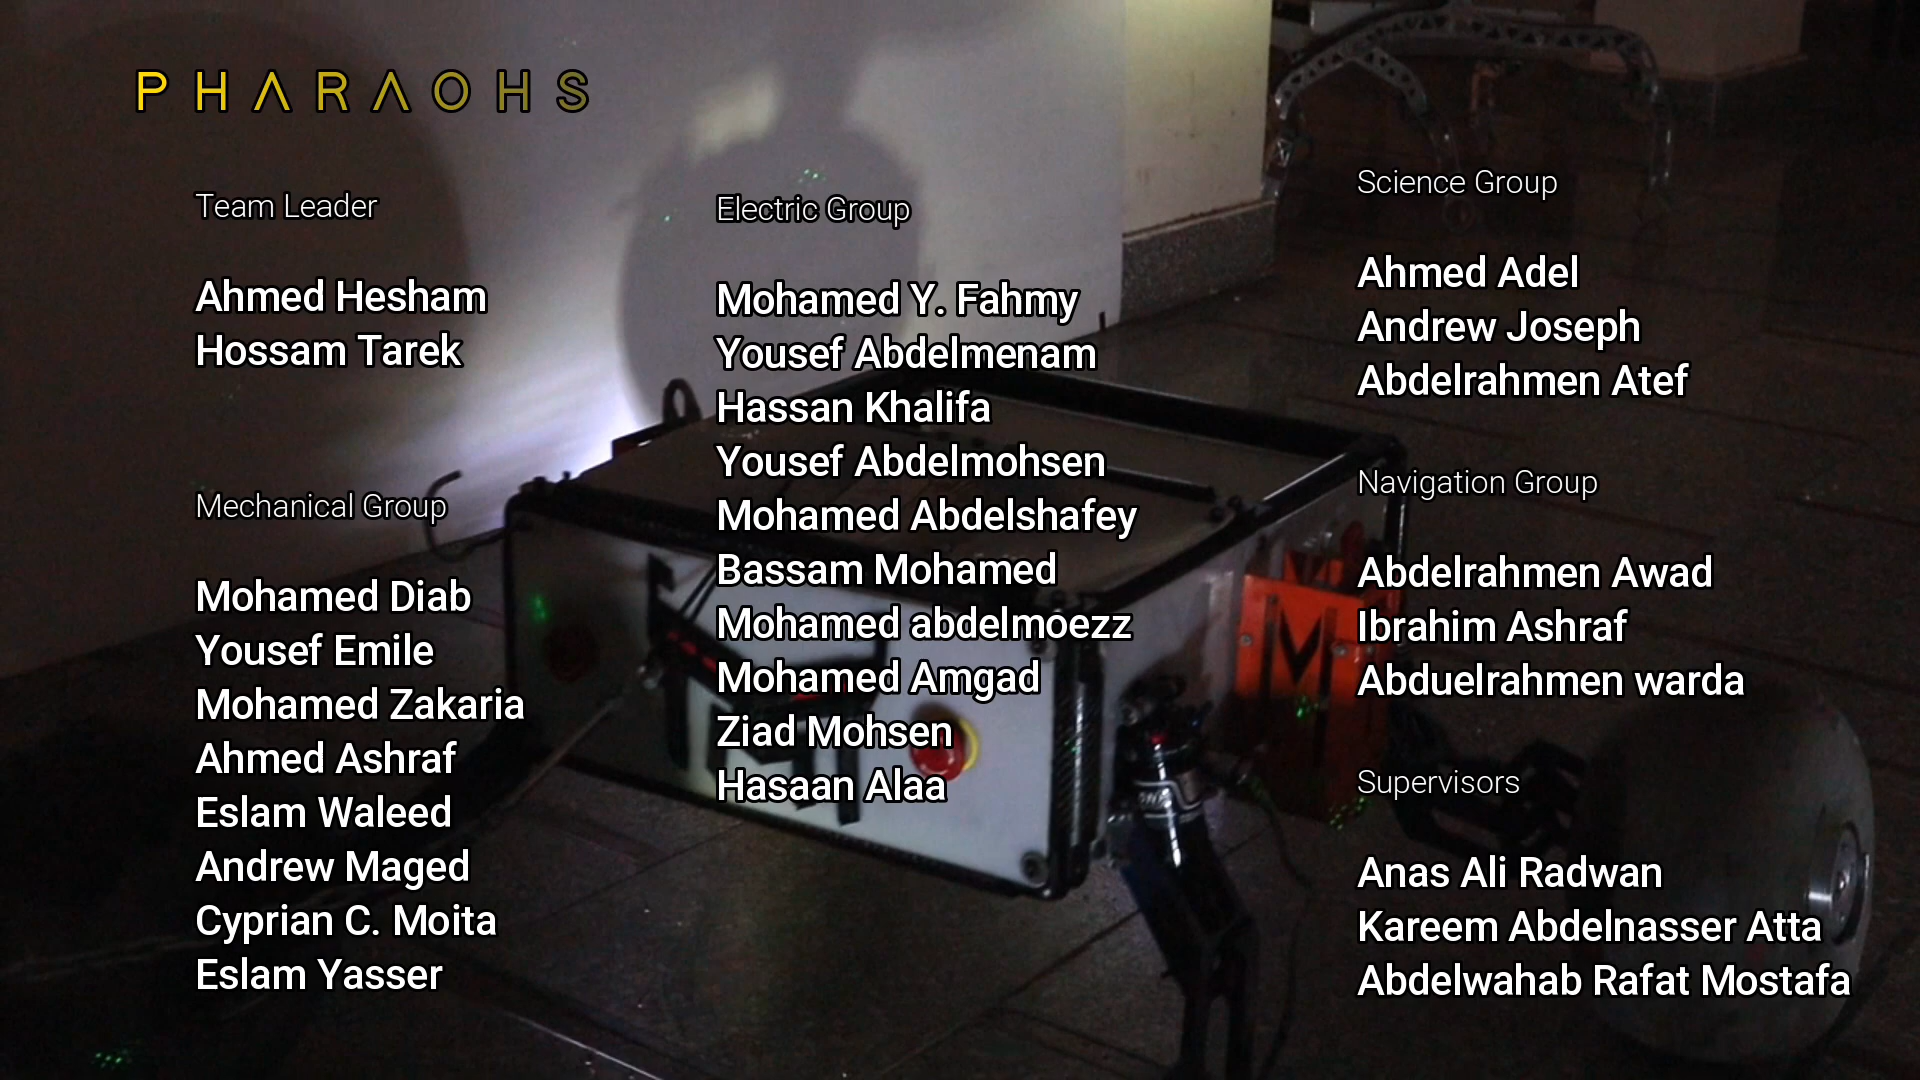 PHARAOHS
Team Leader
Ahmed Hesham
Hossam Tarek
Mechanical Group
Mohamed Diab
Yousef Emile
Mohamed Zakaria
Ahmed Ashraf
Eslam Waleed
Andrew Maged
Cyprian C. Moita
Eslam Yasser
Electric Group
Mohamed Y. Fahmy
Yousef Abdelmenam
Hassan Khalifa
Yousef Abdelmohsen
Mohamed Abdelshafey
Bassam Mohamed
Mohamed abdelmoezz
Mohamed Amgad
Ziad Mohsen
Hasaan Alaa
Science Group
Ahmed Adel
Andrew Joseph
Abdelrahmen Atef
Navigation Group
Abdelrahmen Awad
Ibrahim Ashraf
Abduelrahmen warda
Supervisors
Anas Ali Radwan
Kareem Abdelnasser Atta
Abdelwahab Rafat Mostafa